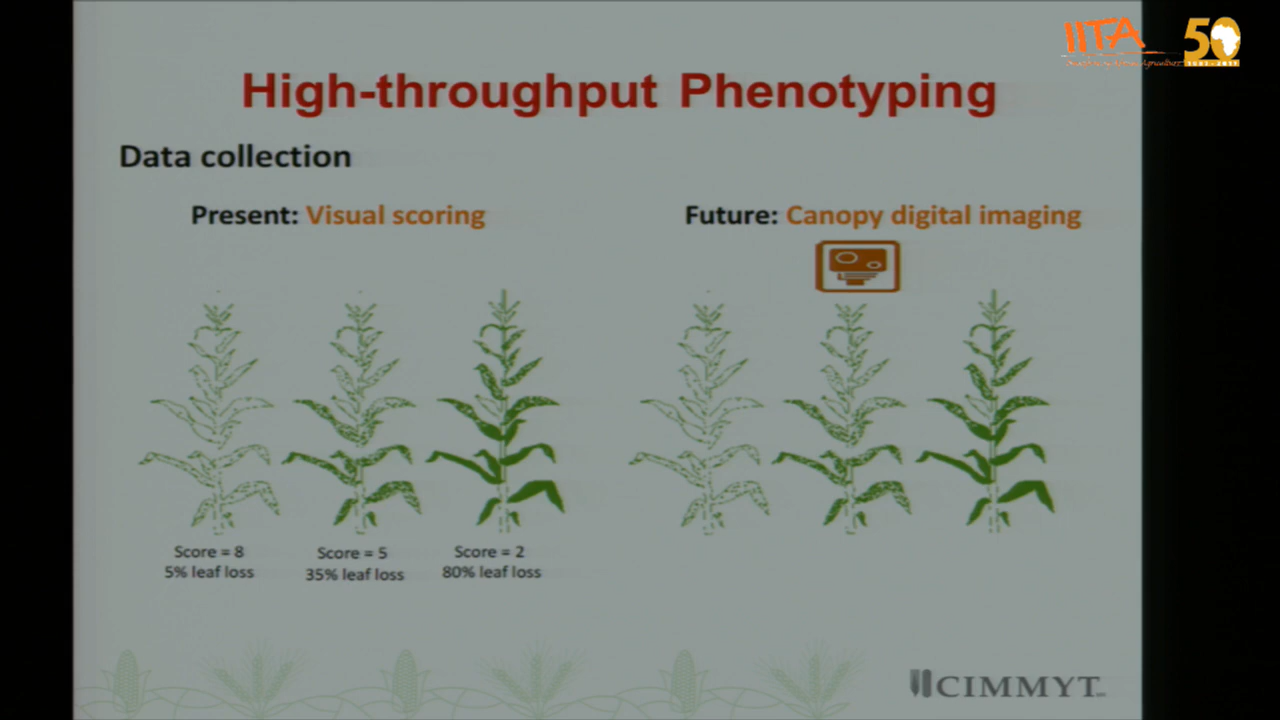 IITA
50
High-throughput Phenotyping
Data collection
Present: Visual scoring
Future: Canopy digital imaging
Score = 8
5% leaf loss
Score = 5
35% leaf loss
Score = 2
80% leaf loss
CIMMYT